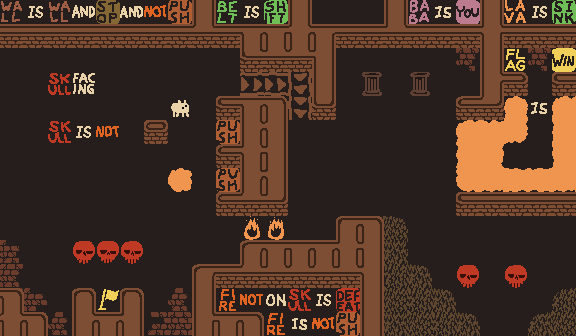 WALL IS WALL AND STOP AND NOT PUSH
BELT IS SHIFT
BABA IS YOU
LAVA IS SINK
FLAG WIN
SKULL FACING
IS
SKULL IS NOT
PUSH
PUSH
FIRE NOT ON SKULL IS DEFEAT
FIRE IS NOT PUSH